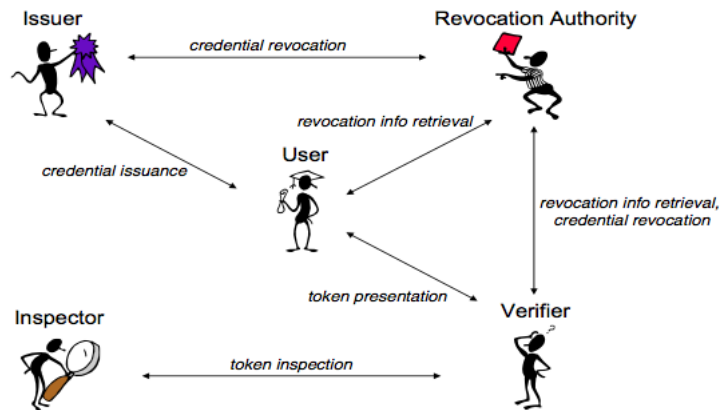 Issuer
Revocation Authority
credential revocation
revocation info retrieval
User
credential issuance
revocation info retrieval,
credential revocation
token presentation
Inspector
Verifier
?
token inspection